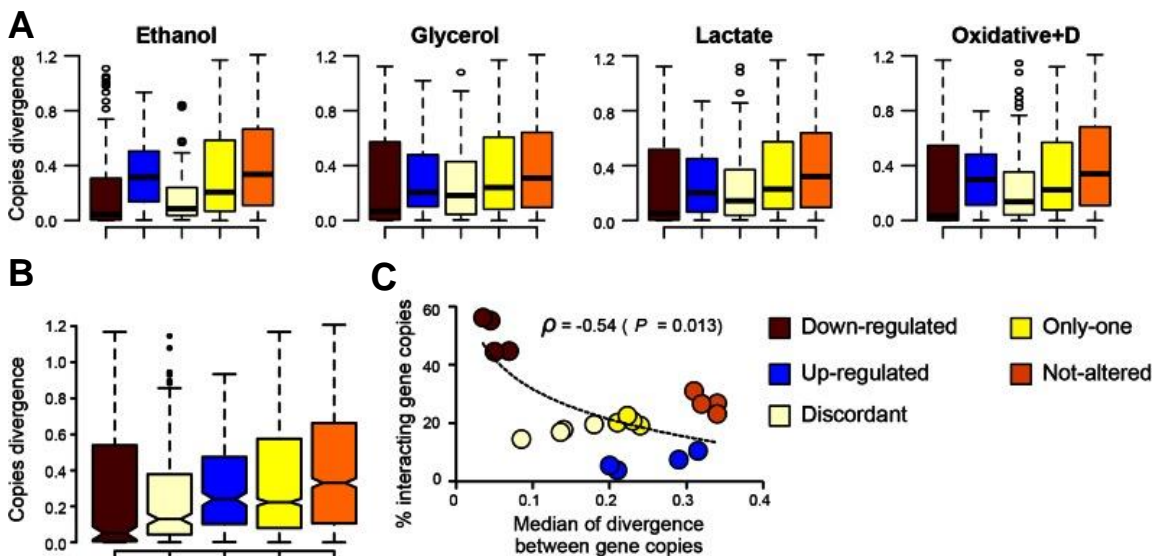 A
Ethanol Glycerol Lactate Oxidative+D
Copies divergence
1.2 1.2 1.2 1.2
0.8 0.8 0.8 0.8
0.4 0.4 0.4 0.4
0.0 0.0 0.0 0.0
B
Copies divergence
1.2
1.0
0.8
0.6
0.4
0.2
0.0
C
% interacting gene copies
60
40
20
0
ρ = -0.54 ( P = 0.013)
0 0.1 0.2 0.3 0.4
Median of divergence
between gene copies
Down-regulated Only-one
Up-regulated Not-altered
Discordant